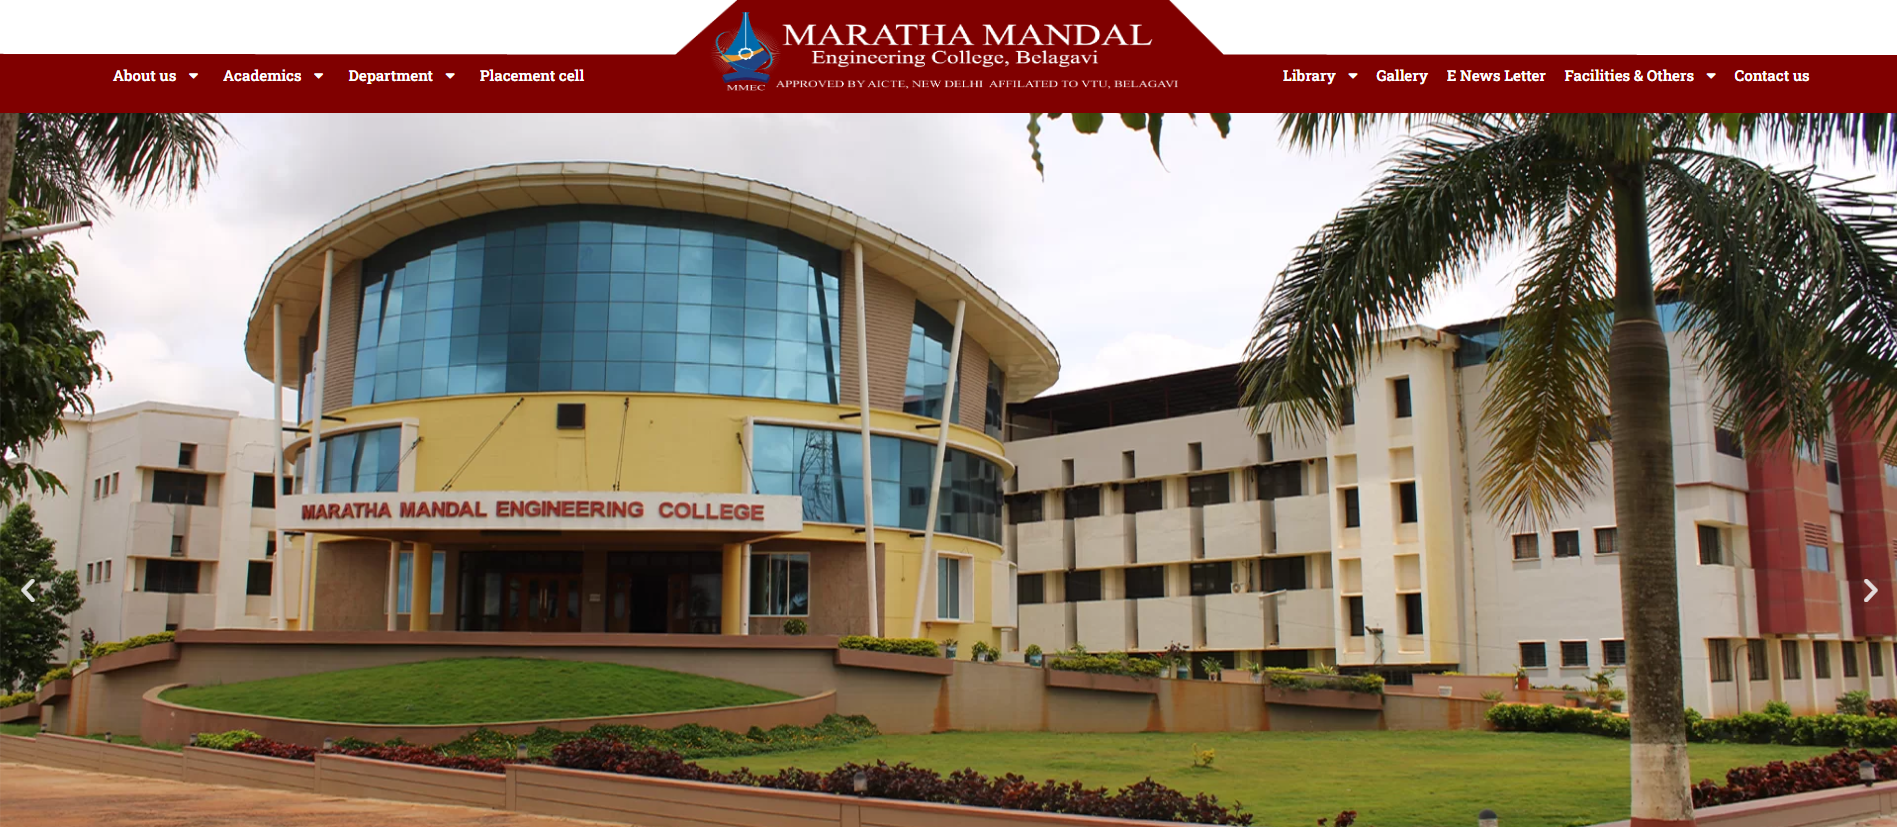 MARATHA MANDAL
Engineering College, Belagavi
MMEC
APPROVED BY AICTE, NEW DELHI AFFILATED TO VTU, BELAGAVI
About us
Academics
Department
Placement cell
Library
Gallery
E News Letter
Facilities & Others
Contact us
MARATHA MANDAL ENGINEERING COLLEGE